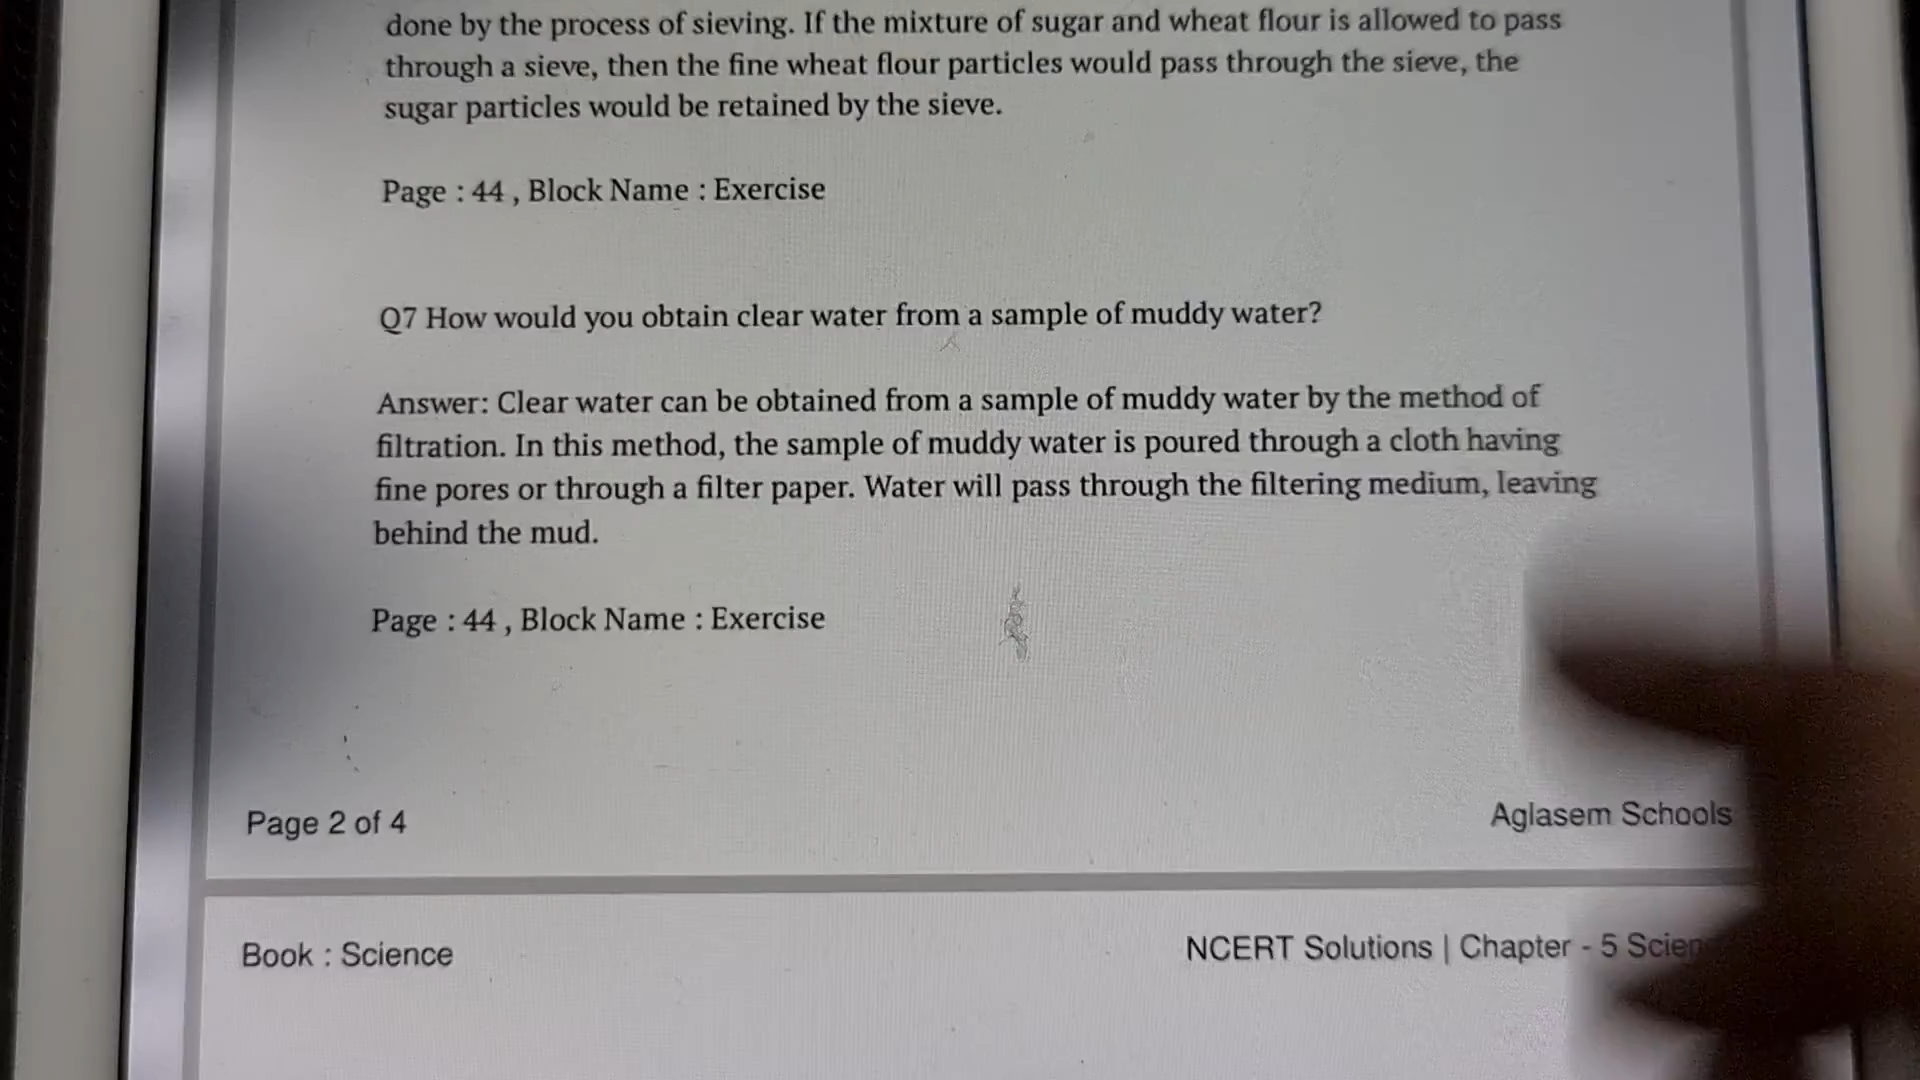 done by the process of sieving. If the mixture of sugar and wheat flour is allowed to pass
through a sieve, then the fine wheat flour particles would pass through the sieve, the
sugar particles would be retained by the sieve.
Page : 44 , Block Name : Exercise
Q7 How would you obtain clear water from a sample of muddy water?
Answer: Clear water can be obtained from a sample of muddy water by the method of
filtration. In this method, the sample of muddy water is poured through a cloth having
fine pores or through a filter paper. Water will pass through the filtering medium, leaving
behind the mud.
Page : 44 , Block Name : Exercise
Page 2 of 4
Aglasem Schools
Book : Science
NCERT Solutions | Chapter - 5